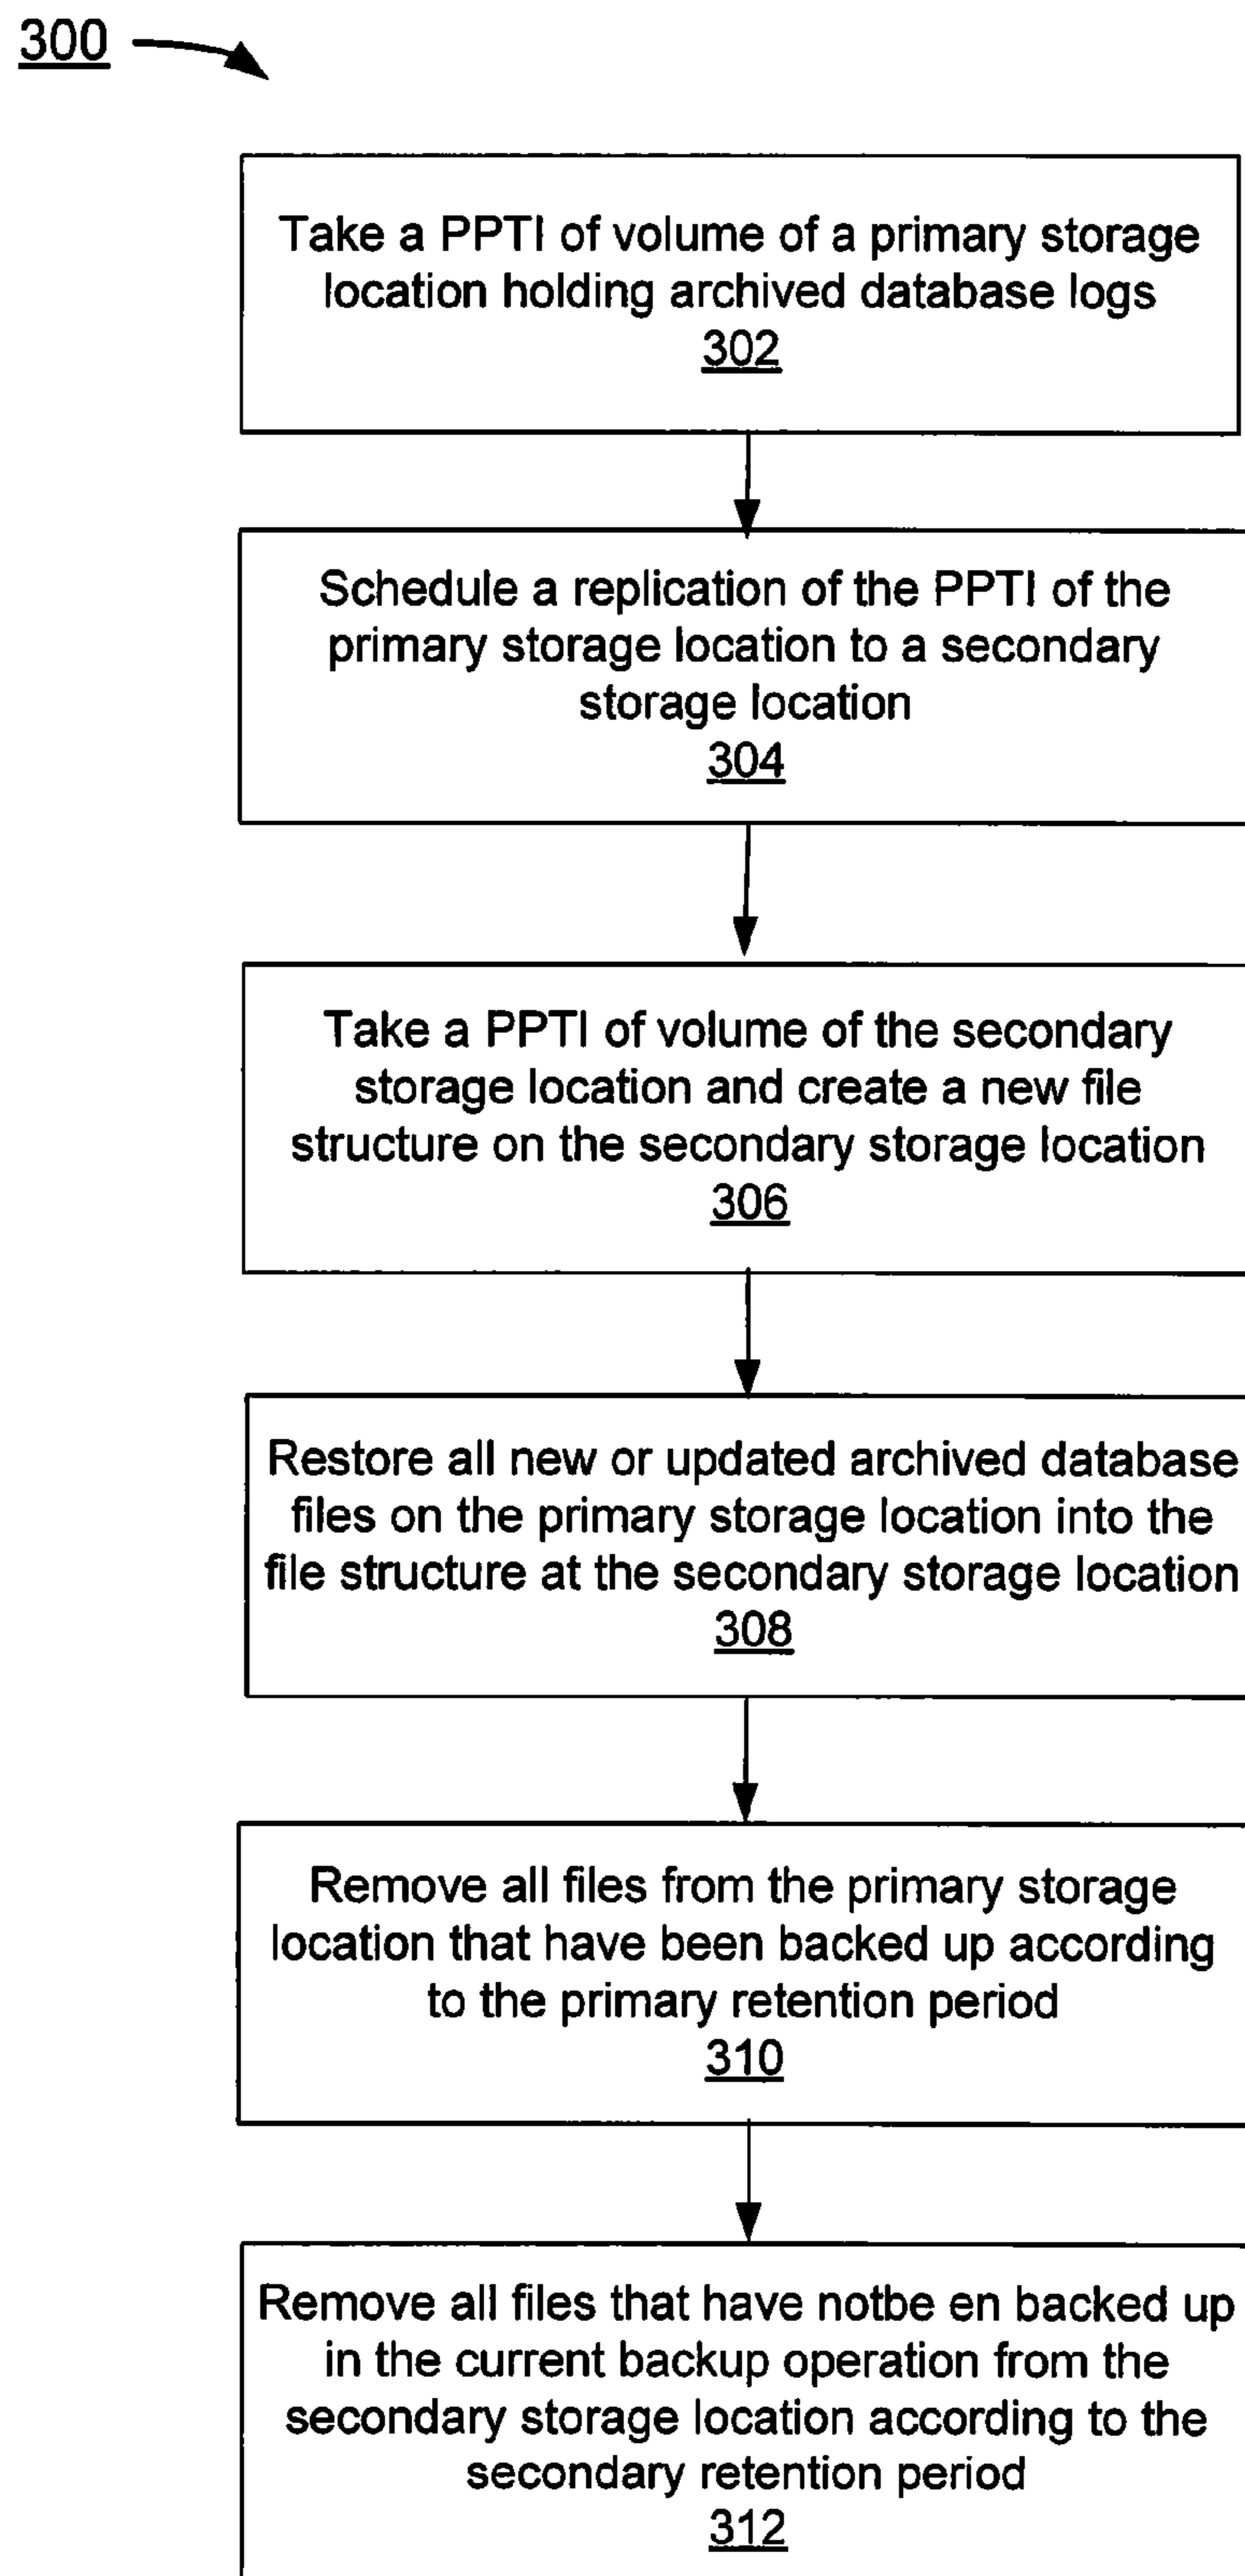 300
Take a PPTI of volume of a primary storage
location holding archived database logs
302
Schedule a replication of the PPTI of the
primary storage location to a secondary
storage location
304
Take a PPTI of volume of the secondary
storage location and create a new file
structure on the secondary storage location
306
Restore all new or updated archived database
files on the primary storage location into the
file structure at the secondary storage location
308
Remove all files from the primary storage
location that have been backed up according
to the primary retention period
310
Remove all files that have notbe en backed up
in the current backup operation from the
secondary storage location according to the
secondary retention period
312